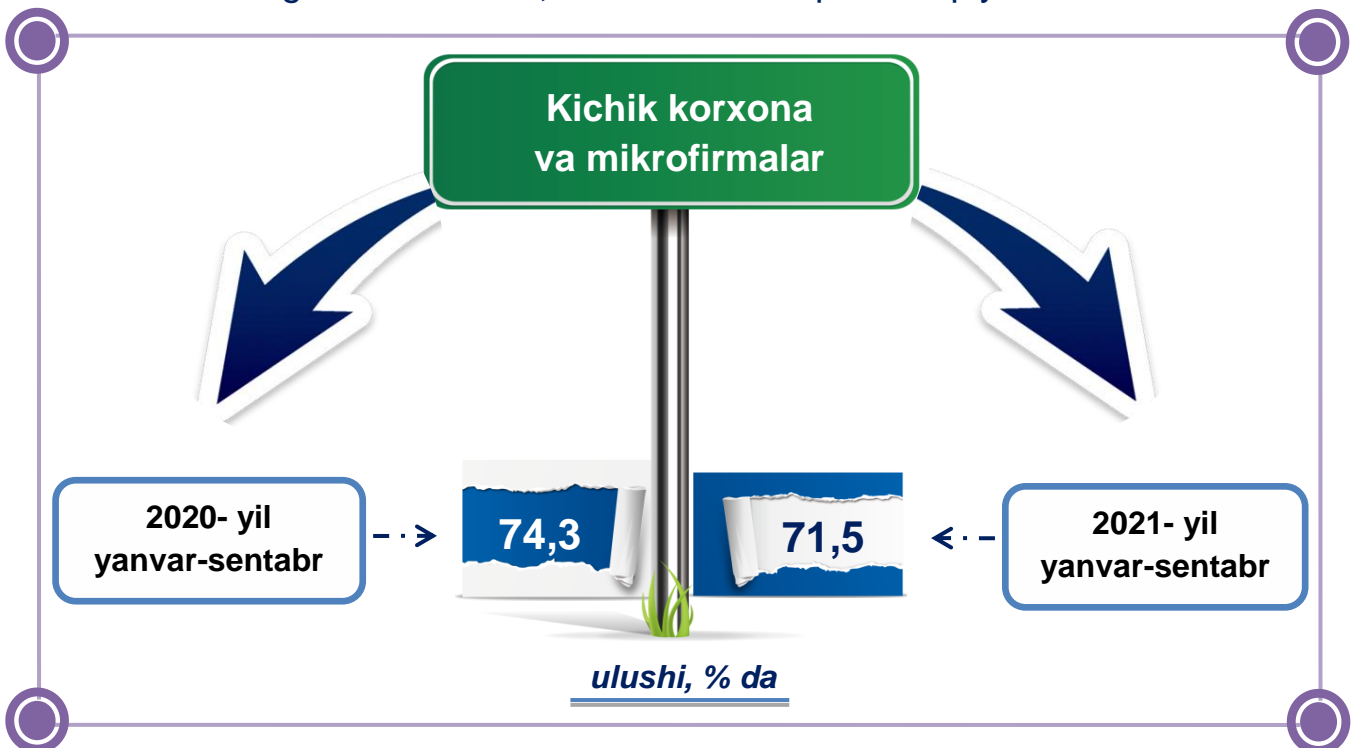 Kichik korxona
va mikrofirmalar
2020- yil
yanvar-sentabr
74,3
71,5
2021- yil
yanvar-sentabr
ulushi, % da